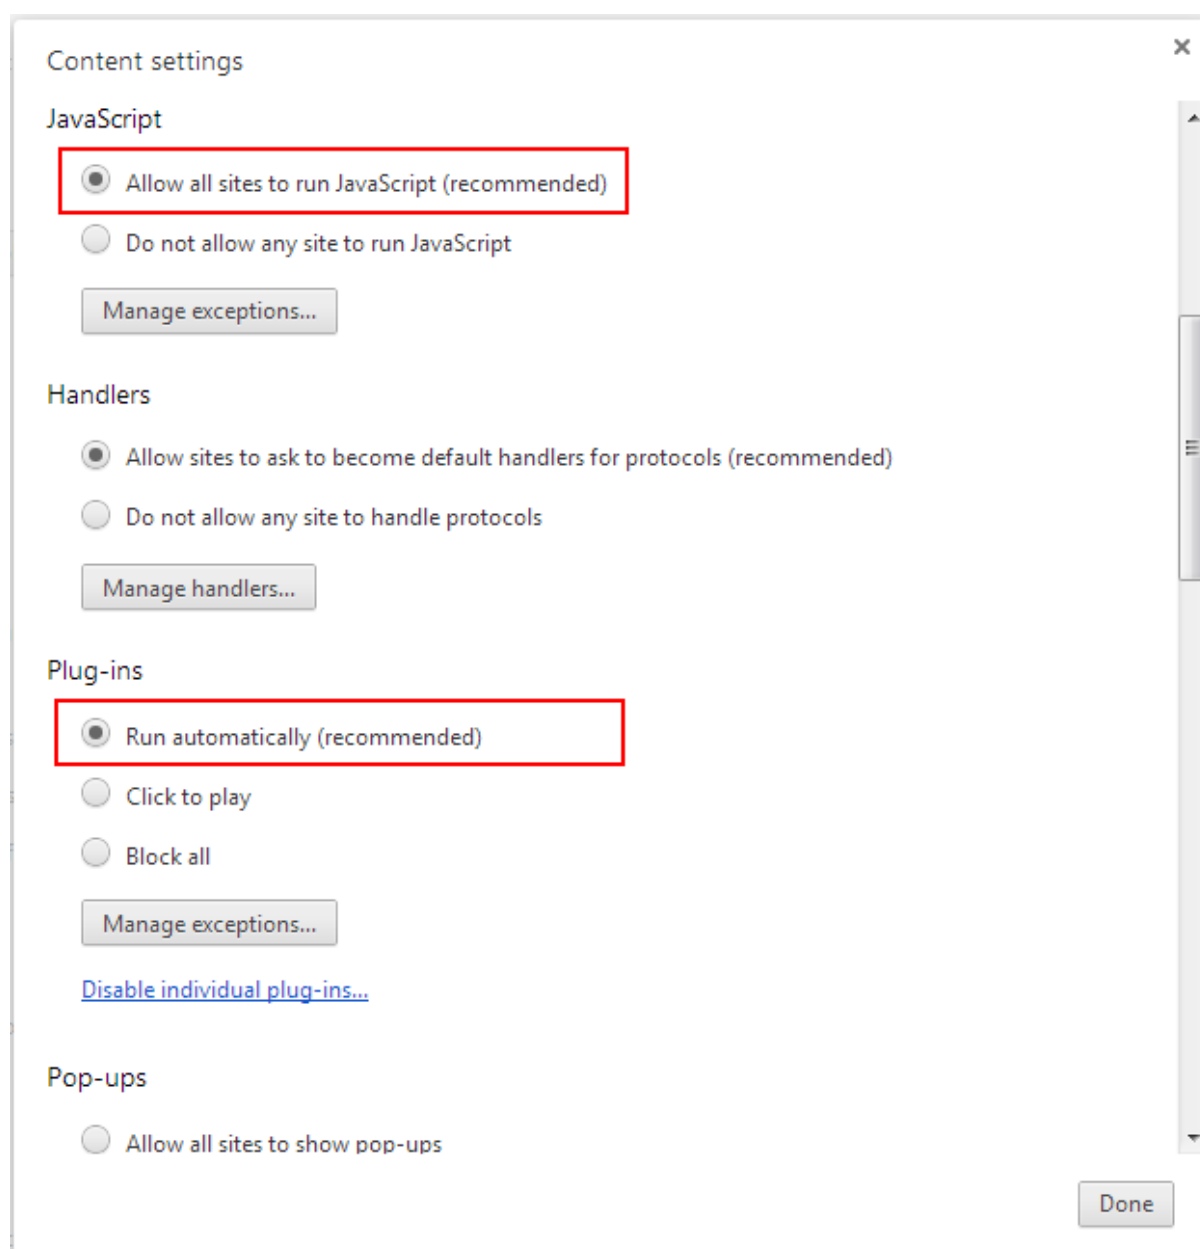 Content settings
JavaScript
Allow all sites to run JavaScript (recommended)
Do not allow any site to run JavaScript
Manage exceptions...
Handlers
Allow sites to ask to become default handlers for protocols (recommended)
Do not allow any site to handle protocols
Manage handlers...
Plug-ins
Run automatically (recommended)
Click to play
Block all
Manage exceptions...
Disable individual plug-ins...
Pop-ups
Allow all sites to show pop-ups
Done